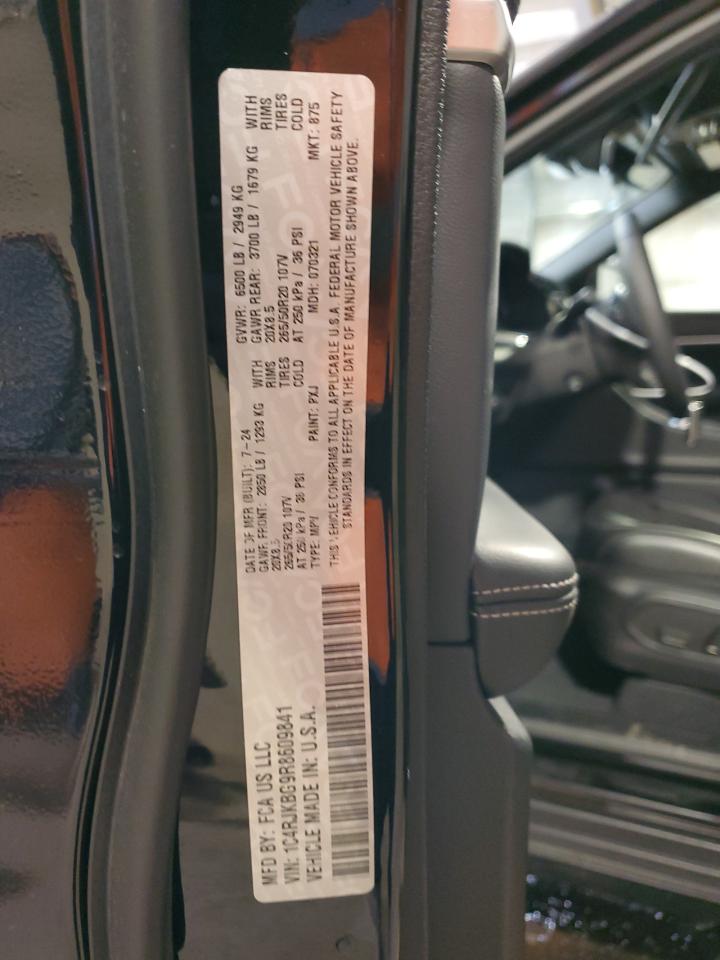 MFD BY: FCA US LLC
VIN: 1C4RJKBG9R8609841
VEHICLE MADE IN: U.S.A.
DATE OF MFR (BUILT): 7-24
GAWR FRONT: 2850 LB / 1293 KG WITH
20X8.5 RIMS
265/50R20 107V TIRES
AT 250 kPa / 36 PSI COLD
TYPE: MPV PAINT: PXJ
GVWR: 6500 LB / 2949 KG
GAWR REAR: 3700 LB / 1679 KG WITH
20X8.5 RIMS
265/50R20 107V TIRES
AT 250 kPa / 36 PSI COLD
MDH: 070321 MKT: 875
THIS VEHICLE CONFORMS TO ALL APPLICABLE U.S.A. FEDERAL MOTOR VEHICLE SAFETY
STANDARDS IN EFFECT ON THE DATE OF MANUFACTURE SHOWN ABOVE.